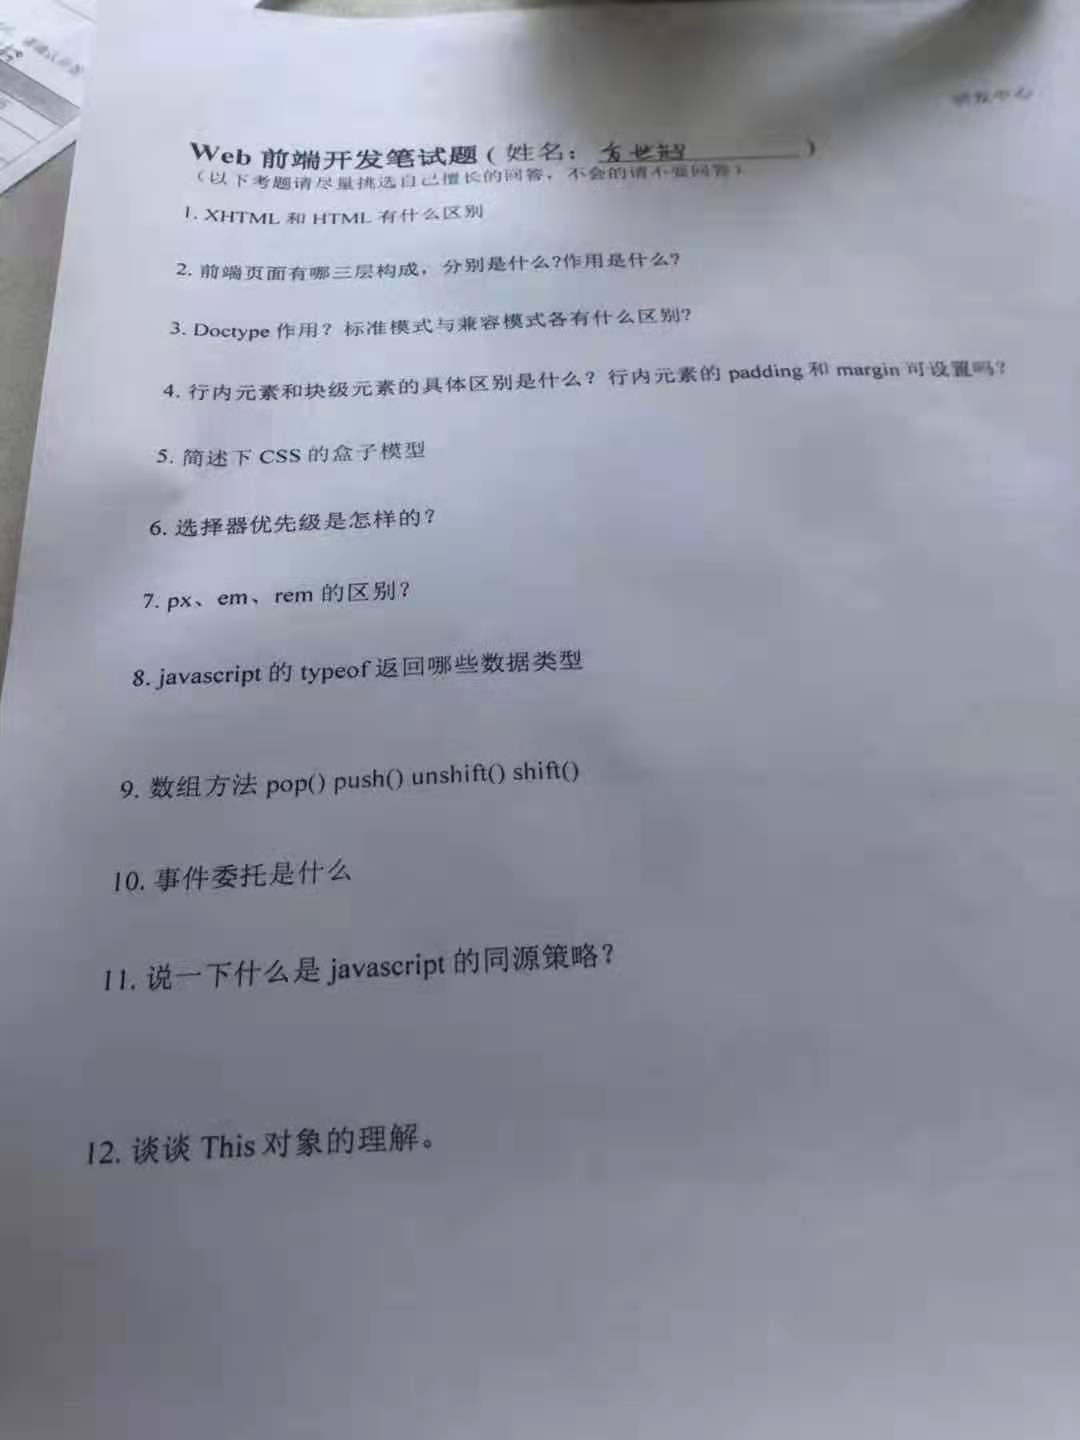 研发中心
Web 前端开发笔试题 ( 姓名： )
（以下考题请尽量挑选自己擅长的回答，不会的请不要回答）
1. XHTML 和 HTML 有什么区别
2. 前端页面有哪三层构成，分别是什么?作用是什么?
3. Doctype 作用？标准模式与兼容模式各有什么区别?
4. 行内元素和块级元素的具体区别是什么？行内元素的 padding 和 margin 可设置吗?
5. 简述下 CSS 的盒子模型
6. 选择器优先级是怎样的?
7. px、em、rem 的区别?
8. javascript 的 typeof 返回哪些数据类型
9. 数组方法 pop() push() unshift() shift()
10. 事件委托是什么
11. 说一下什么是 javascript 的同源策略?
12. 谈谈 This 对象的理解。